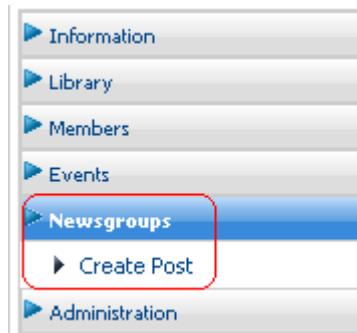 Information
Library
Members
Events
Newsgroups
Create Post
Administration